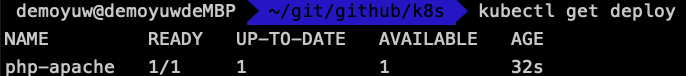 demoyuw@demoyuwdeMBP ~/git/github/k8s kubectl get deploy
NAME READY UP-TO-DATE AVAILABLE AGE
php-apache 1/1 1 1 32s